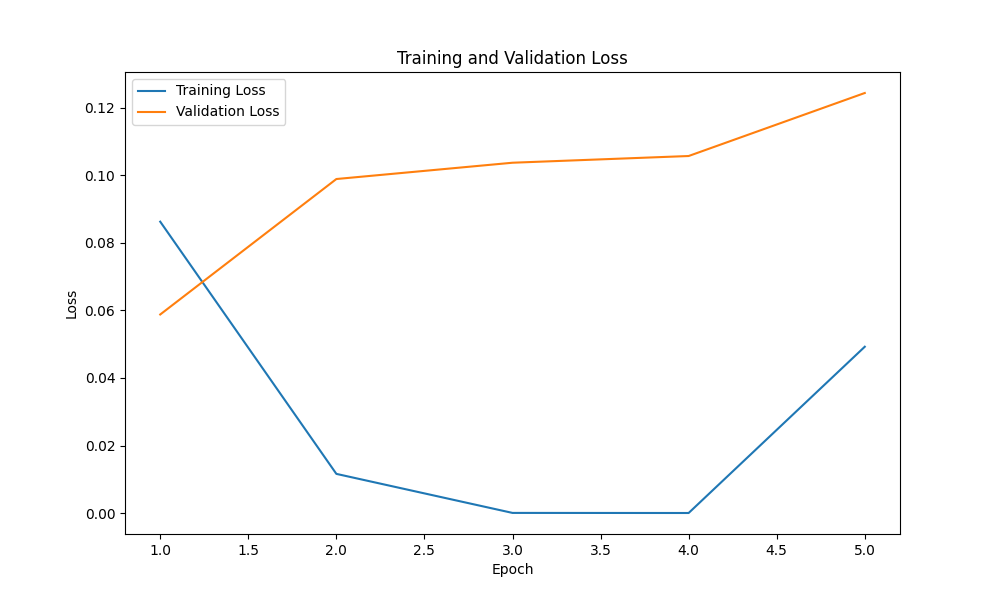 Training and Validation Loss
Training Loss
Validation Loss
0.12
0.10
0.08
0.06
0.04
0.02
0.00
Loss
1.0 1.5 2.0 2.5 3.0 3.5 4.0 4.5 5.0
Epoch